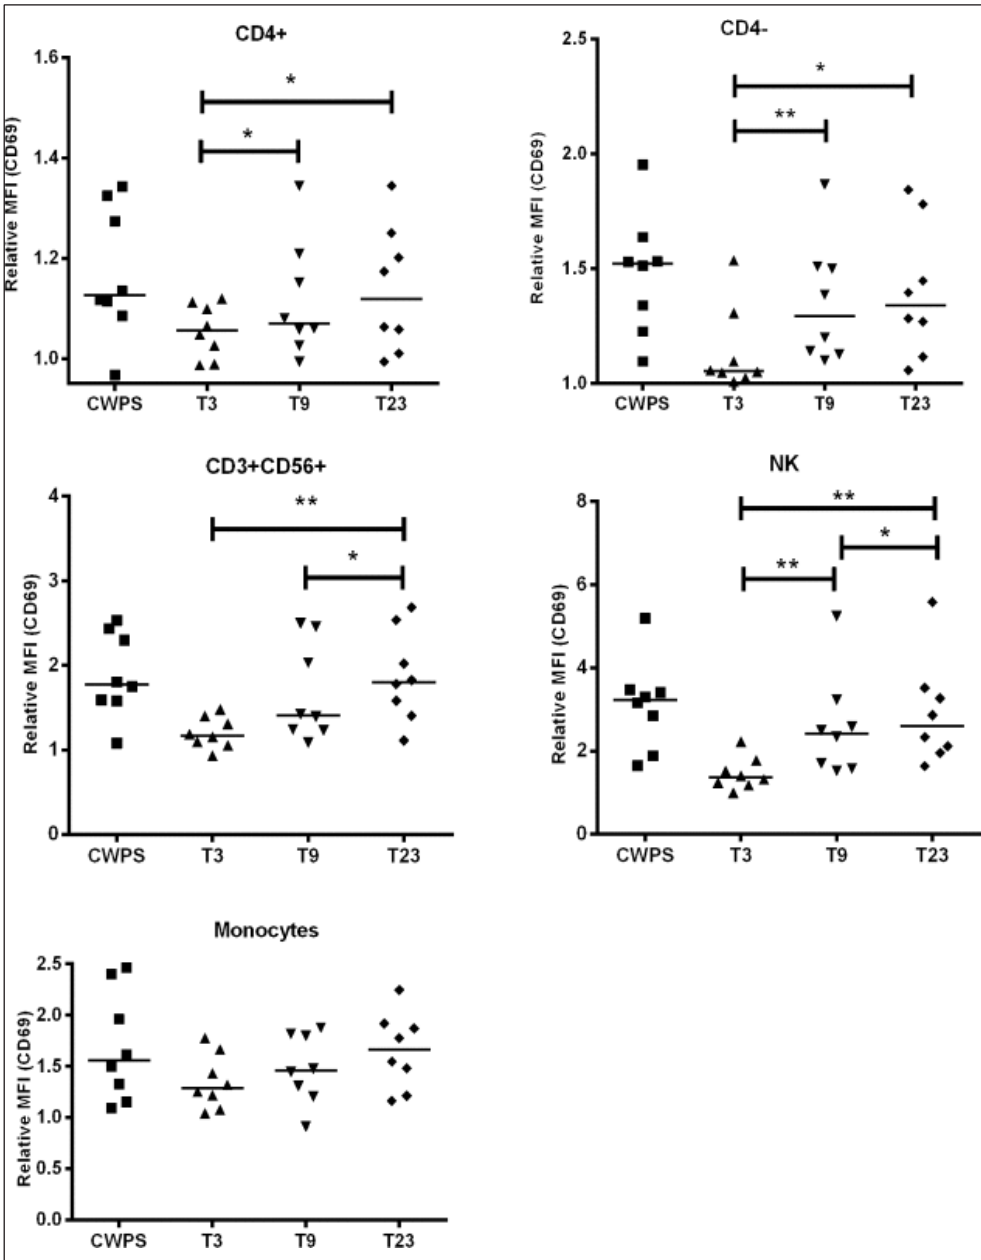 CD4+
Relative MFI (CD69)
1.6
1.4
1.2
1.0
*
*
CWPS T3 T9 T23
CD4-
Relative MFI (CD69)
2.5
2.0
1.5
1.0
*
**
CWPS T3 T9 T23
CD3+CD56+
Relative MFI (CD69)
4
3
2
1
0
**
*
CWPS T3 T9 T23
NK
Relative MFI (CD69)
8
6
4
2
0
**
*
**
CWPS T3 T9 T23
Monocytes
Relative MFI (CD69)
2.5
2.0
1.5
1.0
0.5
0.0
CWPS T3 T9 T23